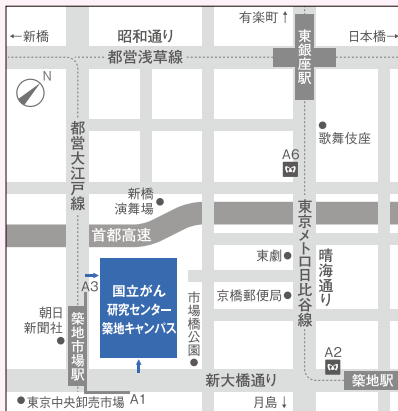 有楽町↑
←新橋
昭和通り
日本橋→
都営浅草線
東銀座駅
N
都営大江戸線
歌舞伎座
A6
新橋
演舞場
首都高速
東京メトロ日比谷線
晴海通り
東劇
A3
国立がん
研究センター
築地キャンパス
市場橋公園
京橋郵便局
朝日
新聞社
築地市場駅
A2
新大橋通り
築地駅
東京中央卸売市場
A1
月島↓